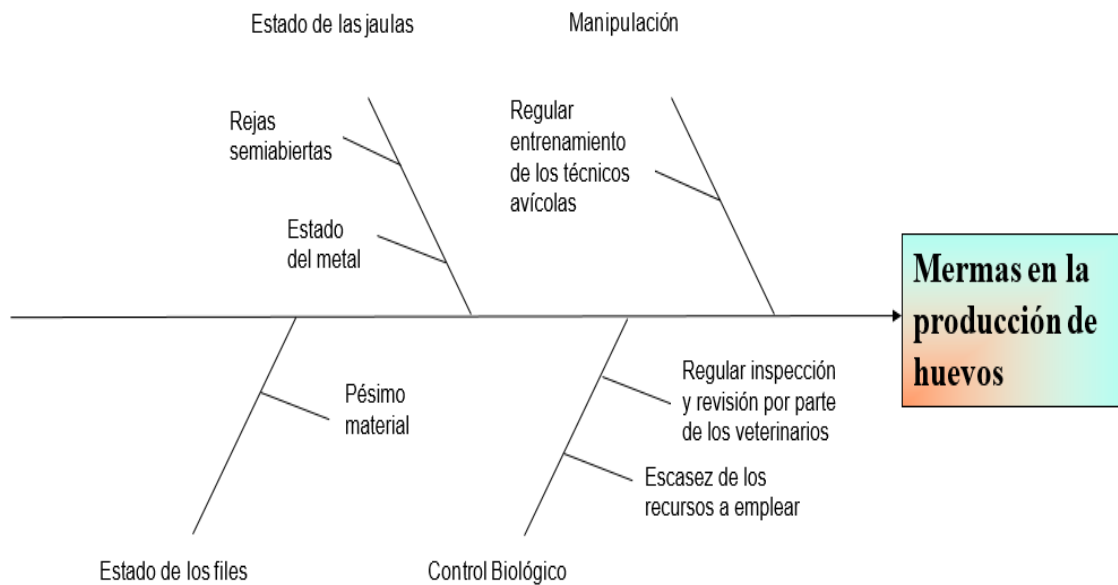 Estado de las jaulas
Manipulación
Rejas
semiabiertas
Estado
del metal
Regular
entrenamiento
de los técnicos
avícolas
Mermas en la
producción de
huevos
Pésimo
material
Regular inspección
y revisión por parte
de los veterinarios
Escasez de los
recursos a emplear
Estado de los files
Control Biológico